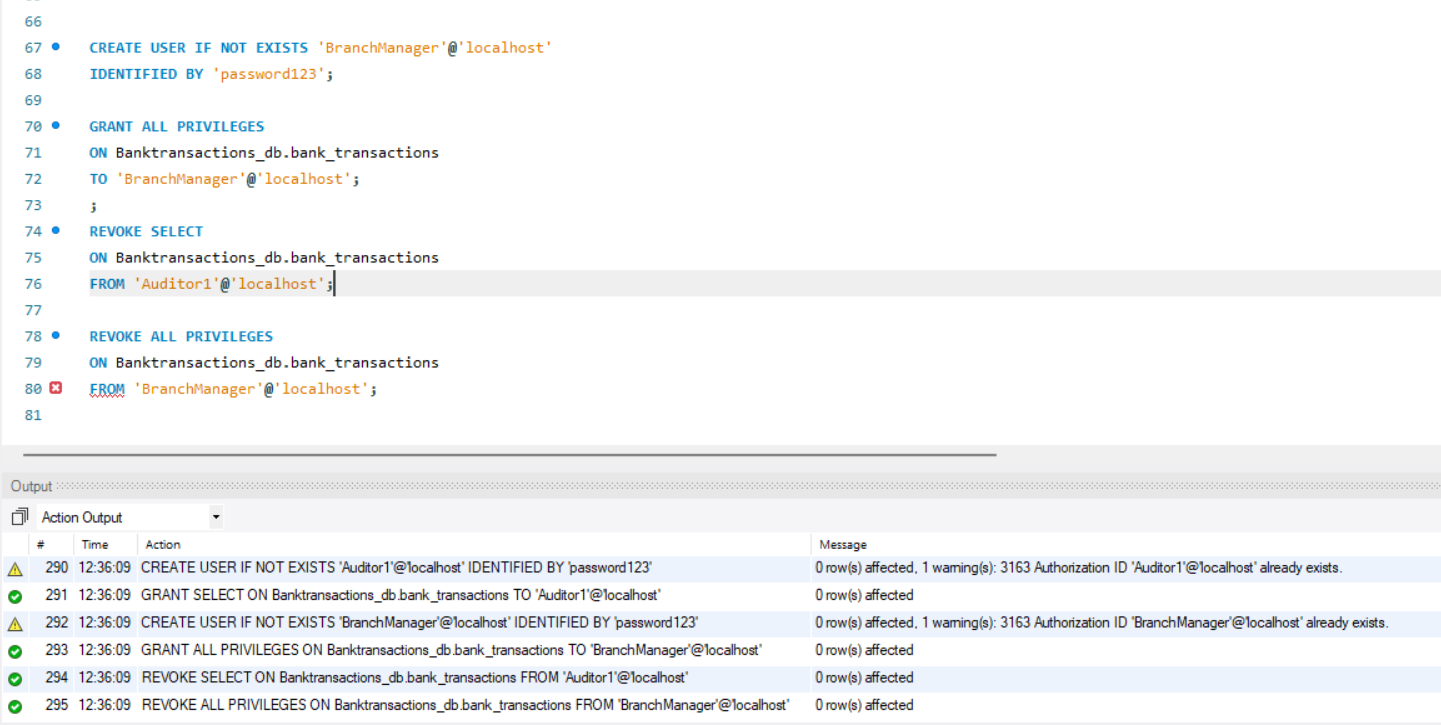 66
67 CREATE USER IF NOT EXISTS 'BranchManager'@'localhost'
68 IDENTIFIED BY 'password123';
69
70 GRANT ALL PRIVILEGES
71 ON Banktransactions_db.bank_transactions
72 TO 'BranchManager'@'localhost';
73 ;
74 REVOKE SELECT
75 ON Banktransactions_db.bank_transactions
76 FROM 'Auditor1'@'localhost';
77
78 REVOKE ALL PRIVILEGES
79 ON Banktransactions_db.bank_transactions
80 FROM 'BranchManager'@'localhost';
81
Output
Action Output
# Time Action Message
290 12:36:09 CREATE USER IF NOT EXISTS 'Auditor1'@'localhost' IDENTIFIED BY 'password123' 0 row(s) affected, 1 warning(s): 3163 Authorization ID 'Auditor1'@'localhost' already exists.
291 12:36:09 GRANT SELECT ON Banktransactions_db.bank_transactions TO 'Auditor1'@'localhost' 0 row(s) affected
292 12:36:09 CREATE USER IF NOT EXISTS 'BranchManager'@'localhost' IDENTIFIED BY 'password123' 0 row(s) affected, 1 warning(s): 3163 Authorization ID 'BranchManager'@'localhost' already exists.
293 12:36:09 GRANT ALL PRIVILEGES ON Banktransactions_db.bank_transactions TO 'BranchManager'@'localhost' 0 row(s) affected
294 12:36:09 REVOKE SELECT ON Banktransactions_db.bank_transactions FROM 'Auditor1'@'localhost' 0 row(s) affected
295 12:36:09 REVOKE ALL PRIVILEGES ON Banktransactions_db.bank_transactions FROM 'BranchManager'@'localhost' 0 row(s) affected